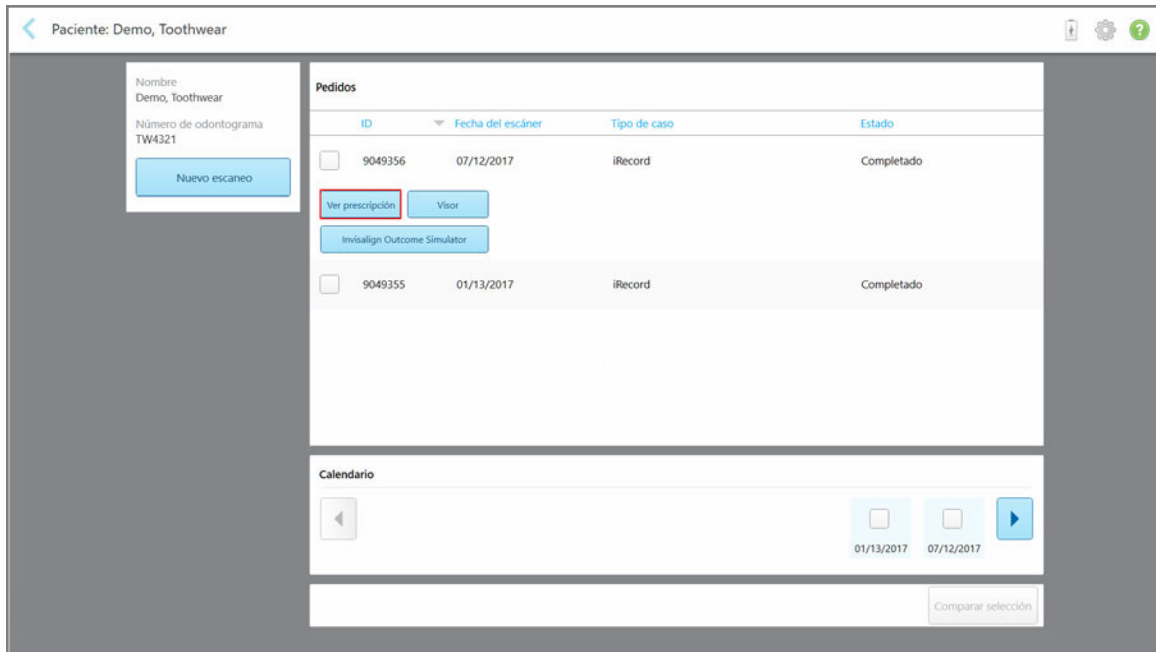 Paciente: Demo, Toothwear
?
Nombre
Demo, Toothwear
Número de odontograma
TW4321
Nuevo escaneo
Pedidos
ID Fecha del escáner Tipo de caso Estado
9049356 07/12/2017 iRecord Completado
Ver prescripción Visor
Invisalign Outcome Simulator
9049355 01/13/2017 iRecord Completado
Calendario
01/13/2017 07/12/2017
Comparar selección